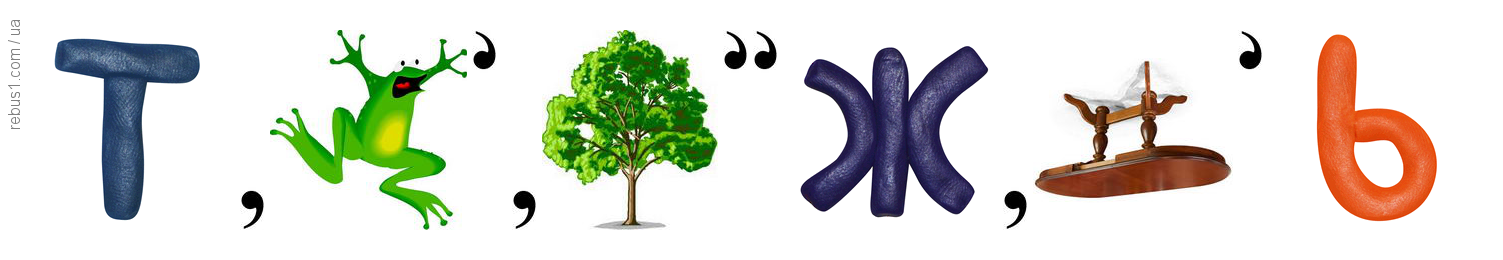 rebus1.com/ua
Т , ’ , ’’ Ж , ’ Ь